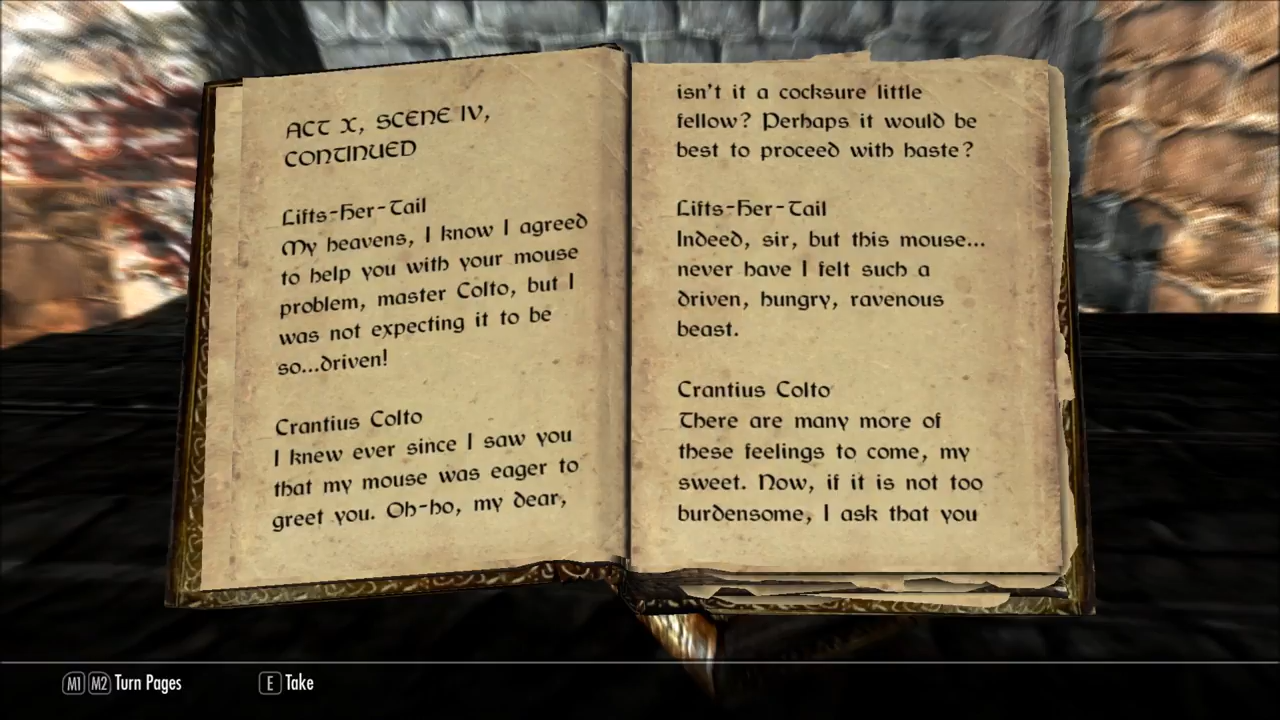 ACT X, SCENE IV,
CONTINUED
Lifts-Her-Tail
My heavens, I know I agreed
to help you with your mouse
problem, master Colto, but I
was not expecting it to be
so...driven!
Crantius Colto
I knew ever since I saw you
that my mouse was eager to
greet you. Oh-ho, my dear,
isn't it a cocksure little
fellow? Perhaps it would be
best to proceed with haste?
Lifts-Her-Tail
Indeed, sir, but this mouse...
never have I felt such a
driven, hungry, ravenous
beast.
Crantius Colto
There are many more of
these feelings to come, my
sweet. Now, if it is not too
burdensome, I ask that you
M1 M2 Turn Pages E Take